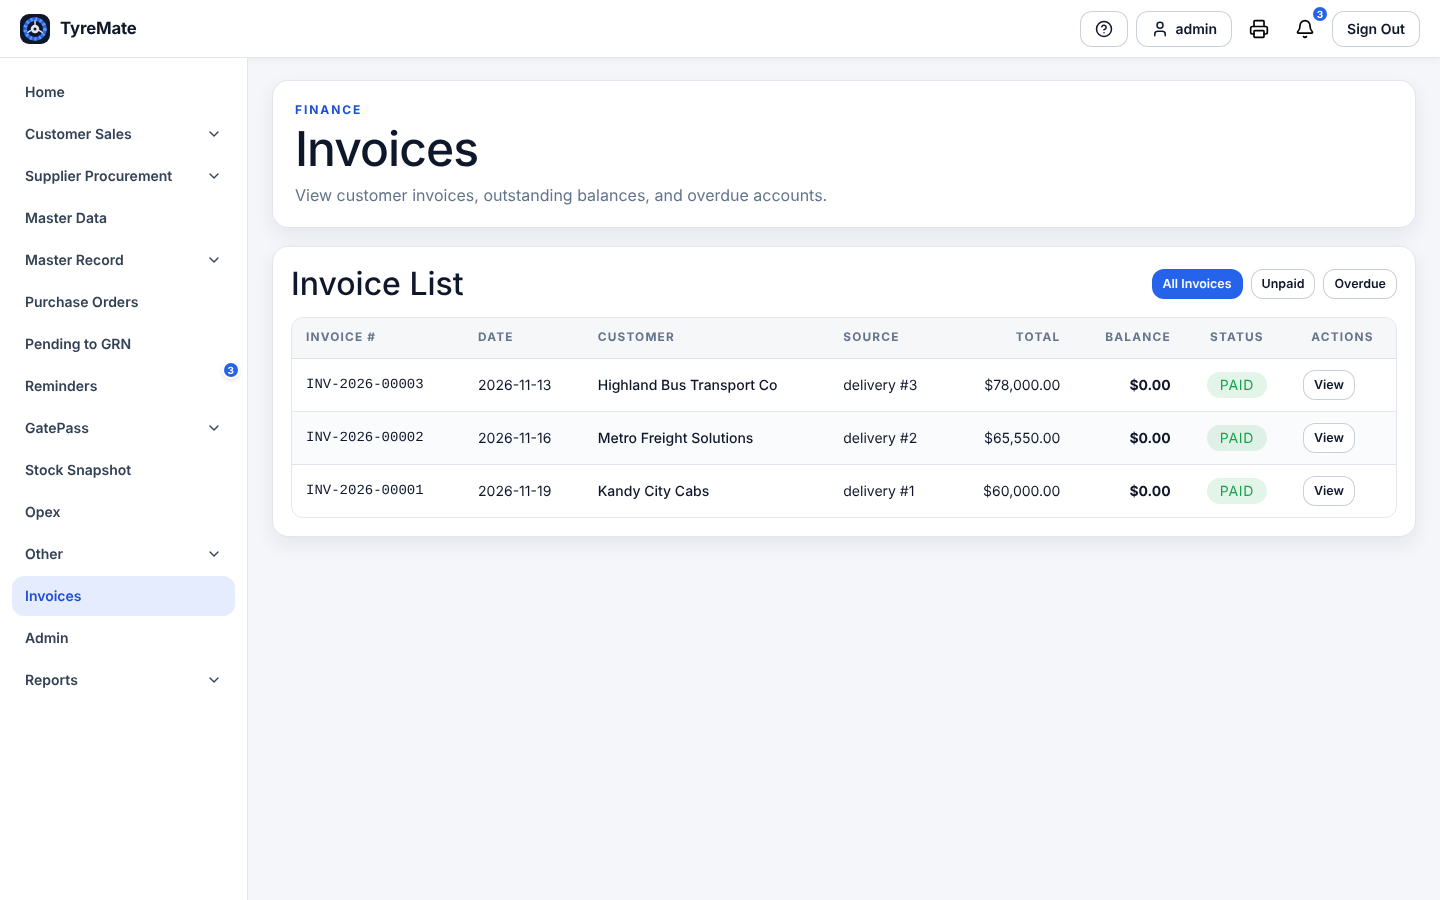 TyreMate
admin
3
Sign Out
Home
Customer Sales
Supplier Procurement
Master Data
Master Record
Purchase Orders
Pending to GRN
Reminders
3
GatePass
Stock Snapshot
Opex
Other
Invoices
Admin
Reports
FINANCE
Invoices
View customer invoices, outstanding balances, and overdue accounts.
Invoice List
All Invoices Unpaid Overdue
INVOICE # DATE CUSTOMER SOURCE TOTAL BALANCE STATUS ACTIONS
INV-2026-00003 2026-11-13 Highland Bus Transport Co delivery #3 $78,000.00 $0.00 PAID View
INV-2026-00002 2026-11-16 Metro Freight Solutions delivery #2 $65,550.00 $0.00 PAID View
INV-2026-00001 2026-11-19 Kandy City Cabs delivery #1 $60,000.00 $0.00 PAID View